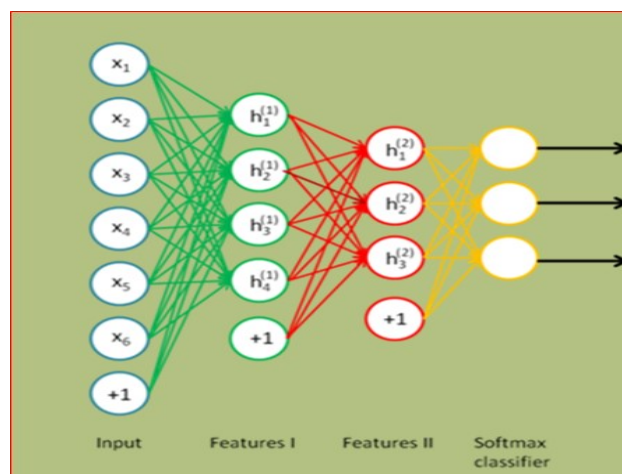 x₁
x₂
x₃
x₄
x₅
x₆
+1
h₁⁽¹⁾
h₂⁽¹⁾
h₃⁽¹⁾
h₄⁽¹⁾
+1
h₁⁽²⁾
h₂⁽²⁾
h₃⁽²⁾
+1
Input
Features I
Features II
Softmax
classifier